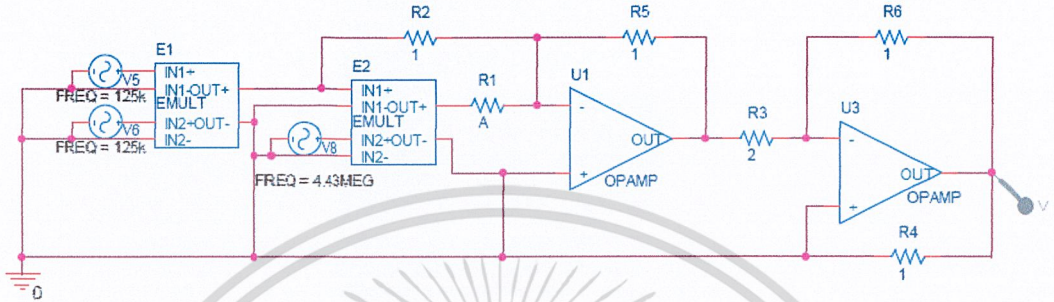 R2
1
R5
1
R6
1
E1
IN1+
IN1-OUT+
EMULT
IN2+OUT-
IN2-
V5
FREQ = 125k
V6
FREQ = 125k
E2
IN1+
IN1-OUT+
EMULT
IN2+OUT-
IN2-
V8
FREQ = 4.43MEG
R1
A
U1
-
+
OUT
OPAMP
R3
2
U3
-
+
OUT
OPAMP
V
R4
1
0